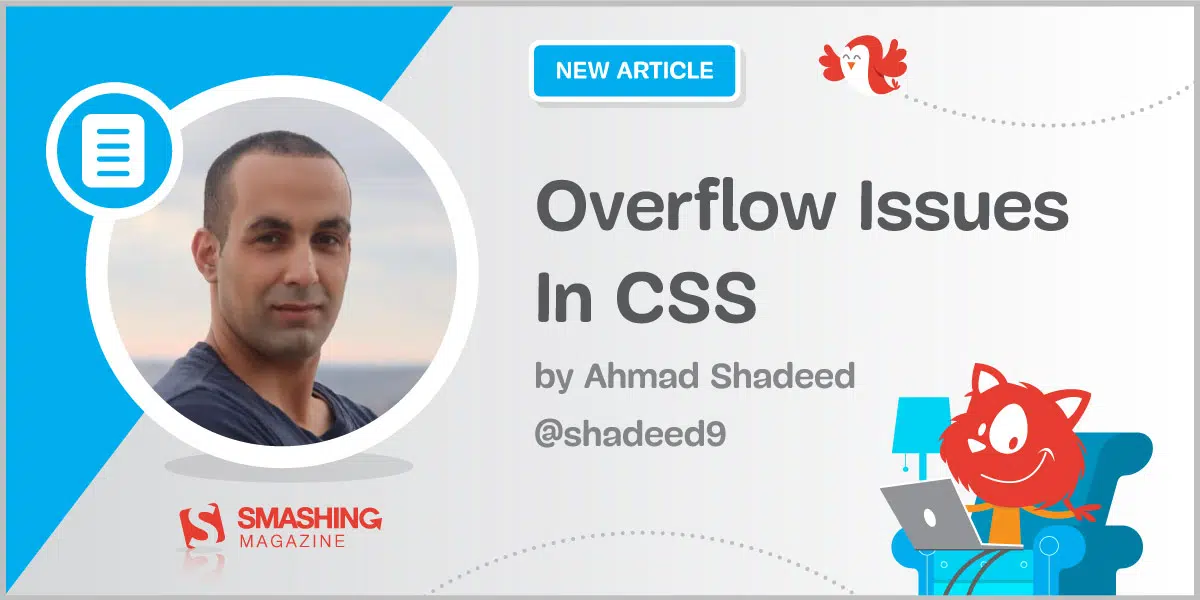 NEW ARTICLE
Overflow Issues
In CSS
by Ahmad Shadeed
@shadeed9
SMASHING
MAGAZINE